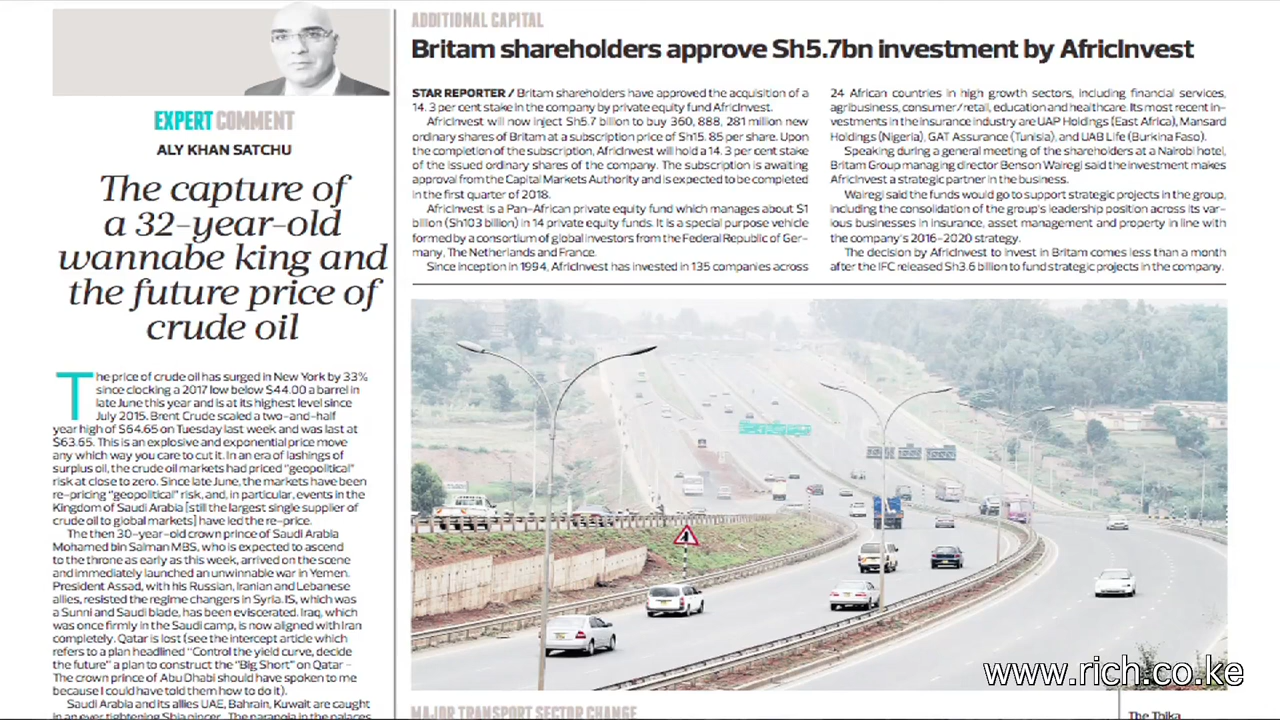 EXPERT COMMENT
ALY KHAN SATCHU
The capture of
a 32-year-old
wannabe king and
the future price of
crude oil
The price of crude oil has surged in New York by 33%
since clocking a 2017 low below $44.00 a barrel in
late June this year and is at its highest level since
July 2015. Brent Crude scaled a two-and-half
year high of $64.65 on Tuesday last week and was last at
$63.65. This is an explosive and exponential price move
any which way you care to cut it. In an era of lashings of
surplus oil, the crude oil markets had priced "geopolitical"
risk at close to zero. Since late June, the markets have been
re-pricing "geopolitical" risk, and, in particular, events in the
Kingdom of Saudi Arabia [still the largest single supplier of
crude oil to global markets] have led the re-price.
The then 30-year-old crown prince of Saudi Arabia
Mohamed bin Salman MBS, who is expected to ascend
to the throne as early as this week, arrived on the scene
and immediately launched an unwinnable war in Yemen.
President Assad, with his Russian, Iranian and Lebanese
allies, resisted the regime changers in Syria. IS, which was
a Sunni and Saudi blade, has been eviscerated. Iraq, which
was once firmly in the Saudi camp, is now aligned with Iran
completely. Qatar is lost (see the intercept article which
refers to a plan headlined "Control the yield curve, decide
the future" a plan to construct the "Big Short" on Qatar –
The crown prince of Abu Dhabi should have spoken to me
because I could have told them how to do it).
Saudi Arabia and its allies UAE, Bahrain, Kuwait are caught
in an ever tightening Shia pincer. The paranoia in the palaces
ADDITIONAL CAPITAL
Britam shareholders approve Sh5.7bn investment by AfricInvest
STAR REPORTER / Britam shareholders have approved the acquisition of a
14.3 per cent stake in the company by private equity fund AfricInvest.
AfricInvest will now inject Sh5.7 billion to buy 360, 888, 281 million new
ordinary shares of Britam at a subscription price of Sh15.85 per share. Upon
the completion of the subscription, AfricInvest will hold a 14.3 per cent stake
of the issued ordinary shares of the company. The subscription is awaiting
approval from the Capital Markets Authority and is expected to be completed
in the first quarter of 2018.
AfricInvest is a Pan-African private equity fund which manages about $1
billion (Sh103 billion) in 14 private equity funds. It is a special purpose vehicle
formed by a consortium of global investors from the Federal Republic of Ger-
many, The Netherlands and France.
Since inception in 1994, AfricInvest has invested in 135 companies across
24 African countries in high growth sectors, including financial services,
agribusiness, consumer/retail, education and healthcare. Its most recent in-
vestments in the insurance industry are UAP Holdings (East Africa), Mansard
Holdings (Nigeria), GAT Assurance (Tunisia), and UAB Life (Burkina Faso).
Speaking during a general meeting of the shareholders at a Nairobi hotel,
Britam Group managing director Benson Wairegi said the investment makes
AfricInvest a strategic partner in the business.
Wairegi said the funds would go to support strategic projects in the group,
including the consolidation of the group's leadership position across its var-
ious businesses in insurance, asset management and property in line with
the company's 2016-2020 strategy.
The decision by AfricInvest to invest in Britam comes less than a month
after the IFC released Sh3.6 billion to fund strategic projects in the company.
www.rich.co.ke
MAJOR TRANSPORT SECTOR CHANGE
The Thika